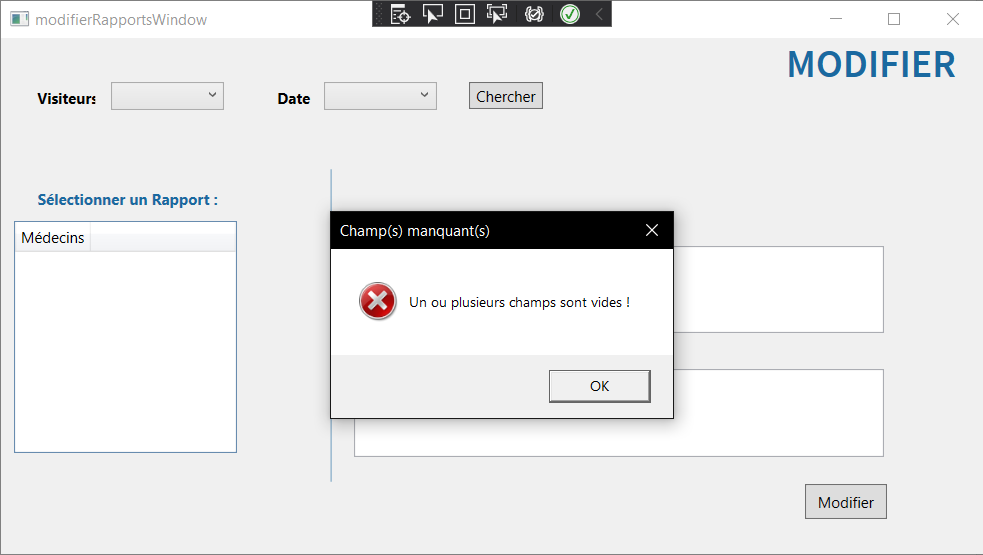 modifierRapportsWindow
MODIFIER
Visiteurs
Date
Chercher
Sélectionner un Rapport :
Médecins
Champ(s) manquant(s)
Un ou plusieurs champs sont vides !
OK
Modifier